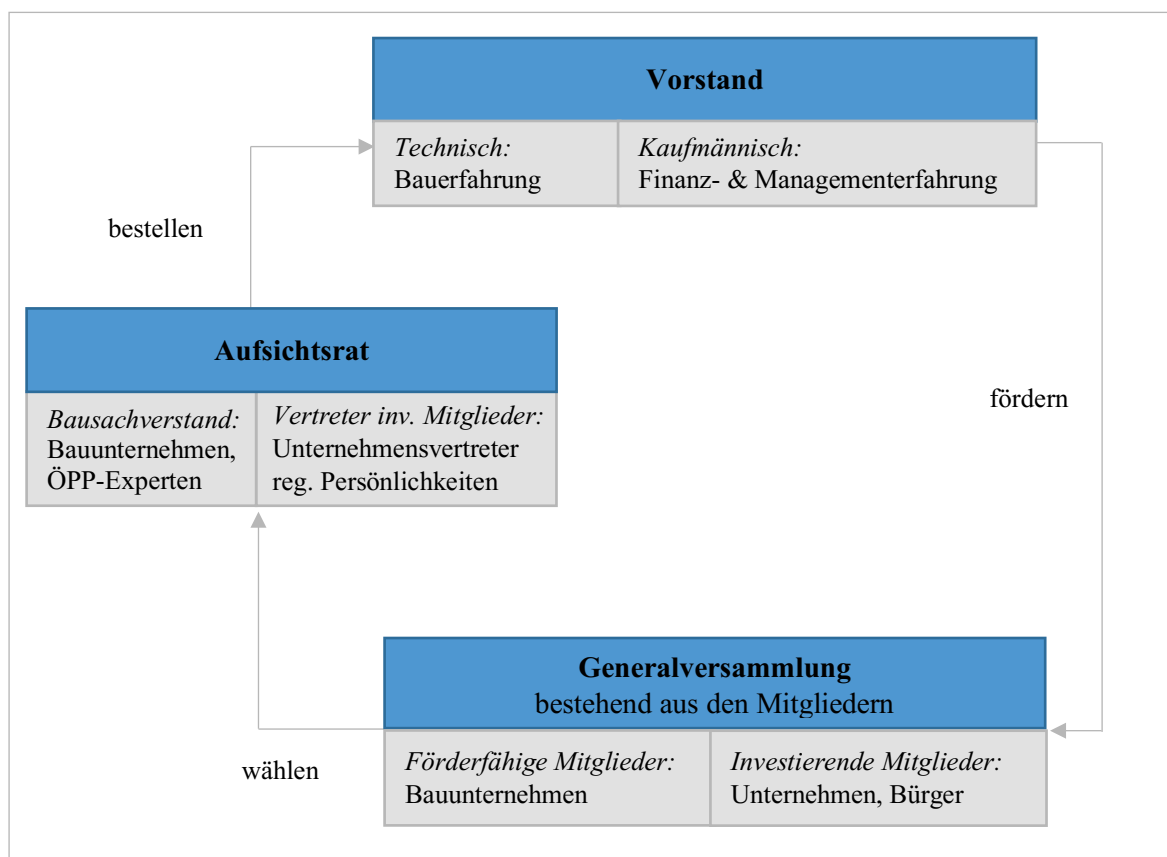 Vorstand
Technisch:
Bauerfahrung
Kaufmännisch:
Finanz- & Managementerfahrung
bestellen
Aufsichtsrat
Bausachverstand:
Bauunternehmen,
ÖPP-Experten
Vertreter inv. Mitglieder:
Unternehmensvertreter
reg. Persönlichkeiten
fördern
Generalversammlung
bestehend aus den Mitgliedern
wählen
Förderfähige Mitglieder:
Bauunternehmen
Investierende Mitglieder:
Unternehmen, Bürger